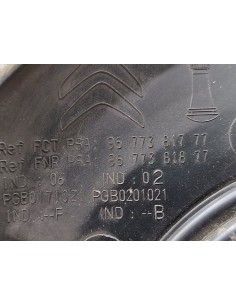 Ref FCT PSA: 96 773 817 77
Ref FNR PSA: 96 773 818 77
IND : 06 IND : 02
PGB0201021
IND :--F IND : --B